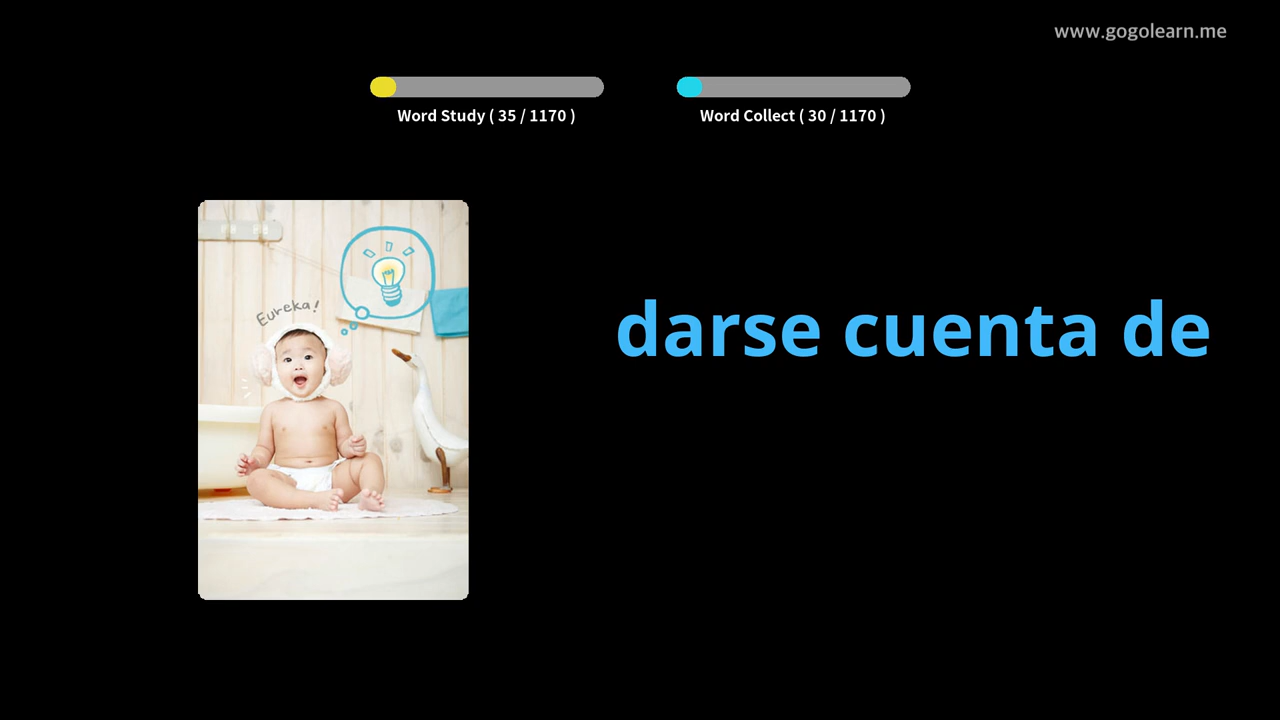 www.gogolearn.me
Word Study ( 35 / 1170 )
Word Collect ( 30 / 1170 )
Eureka!
darse cuenta de